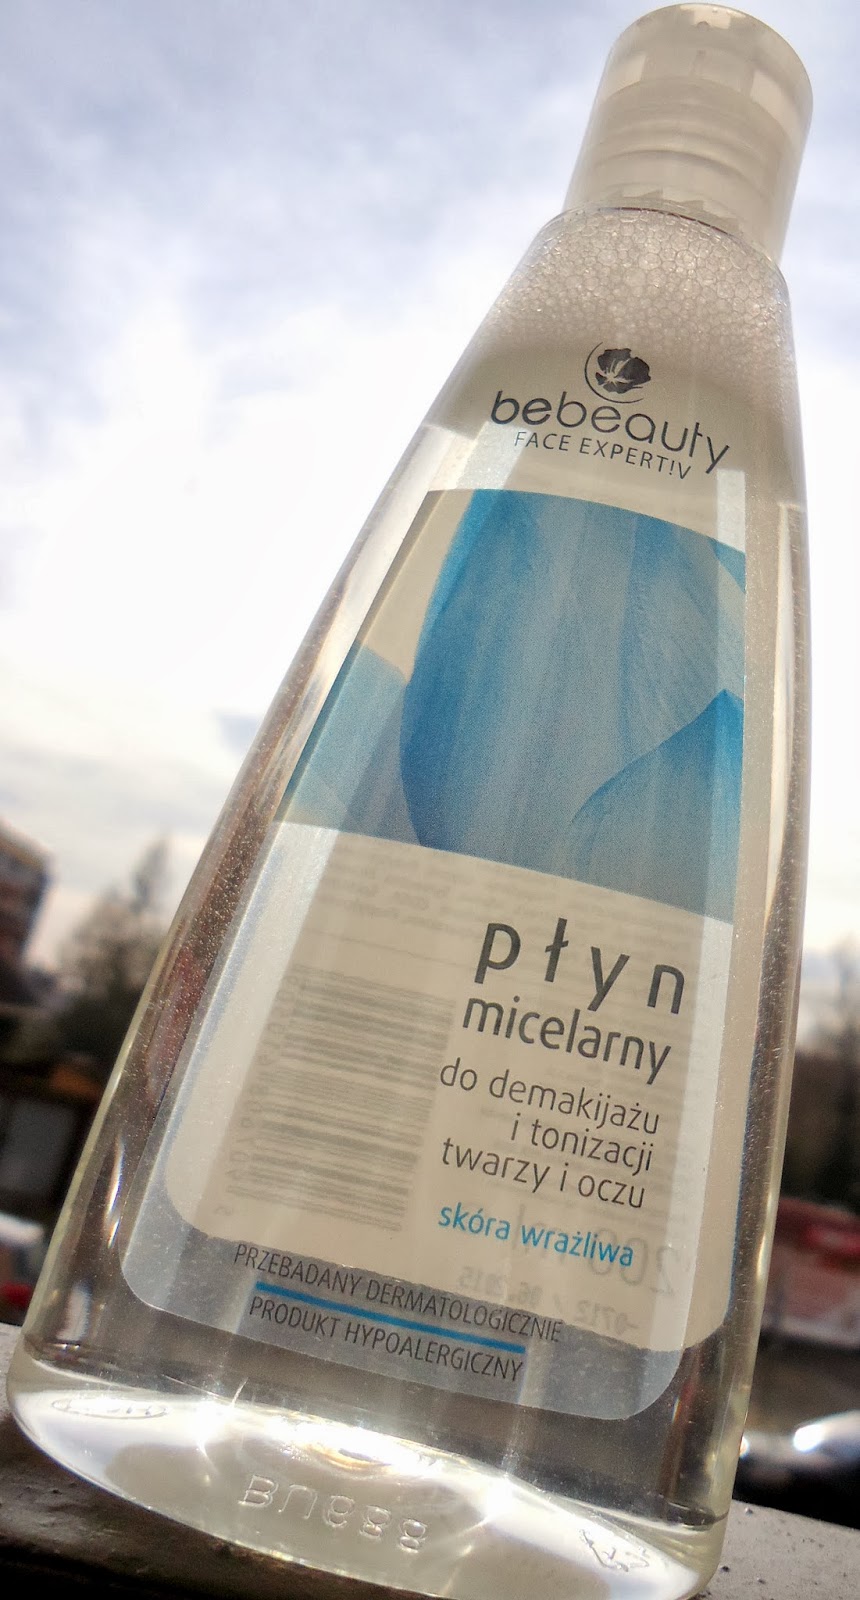 bebeauty
FACE EXPERT!V
płyn
micelarny
do demakijażu
i tonizacji
twarzy i oczu
skóra wrażliwa
PRZEBADANY DERMATOLOGICZNIE
PRODUKT HYPOALERGICZNY